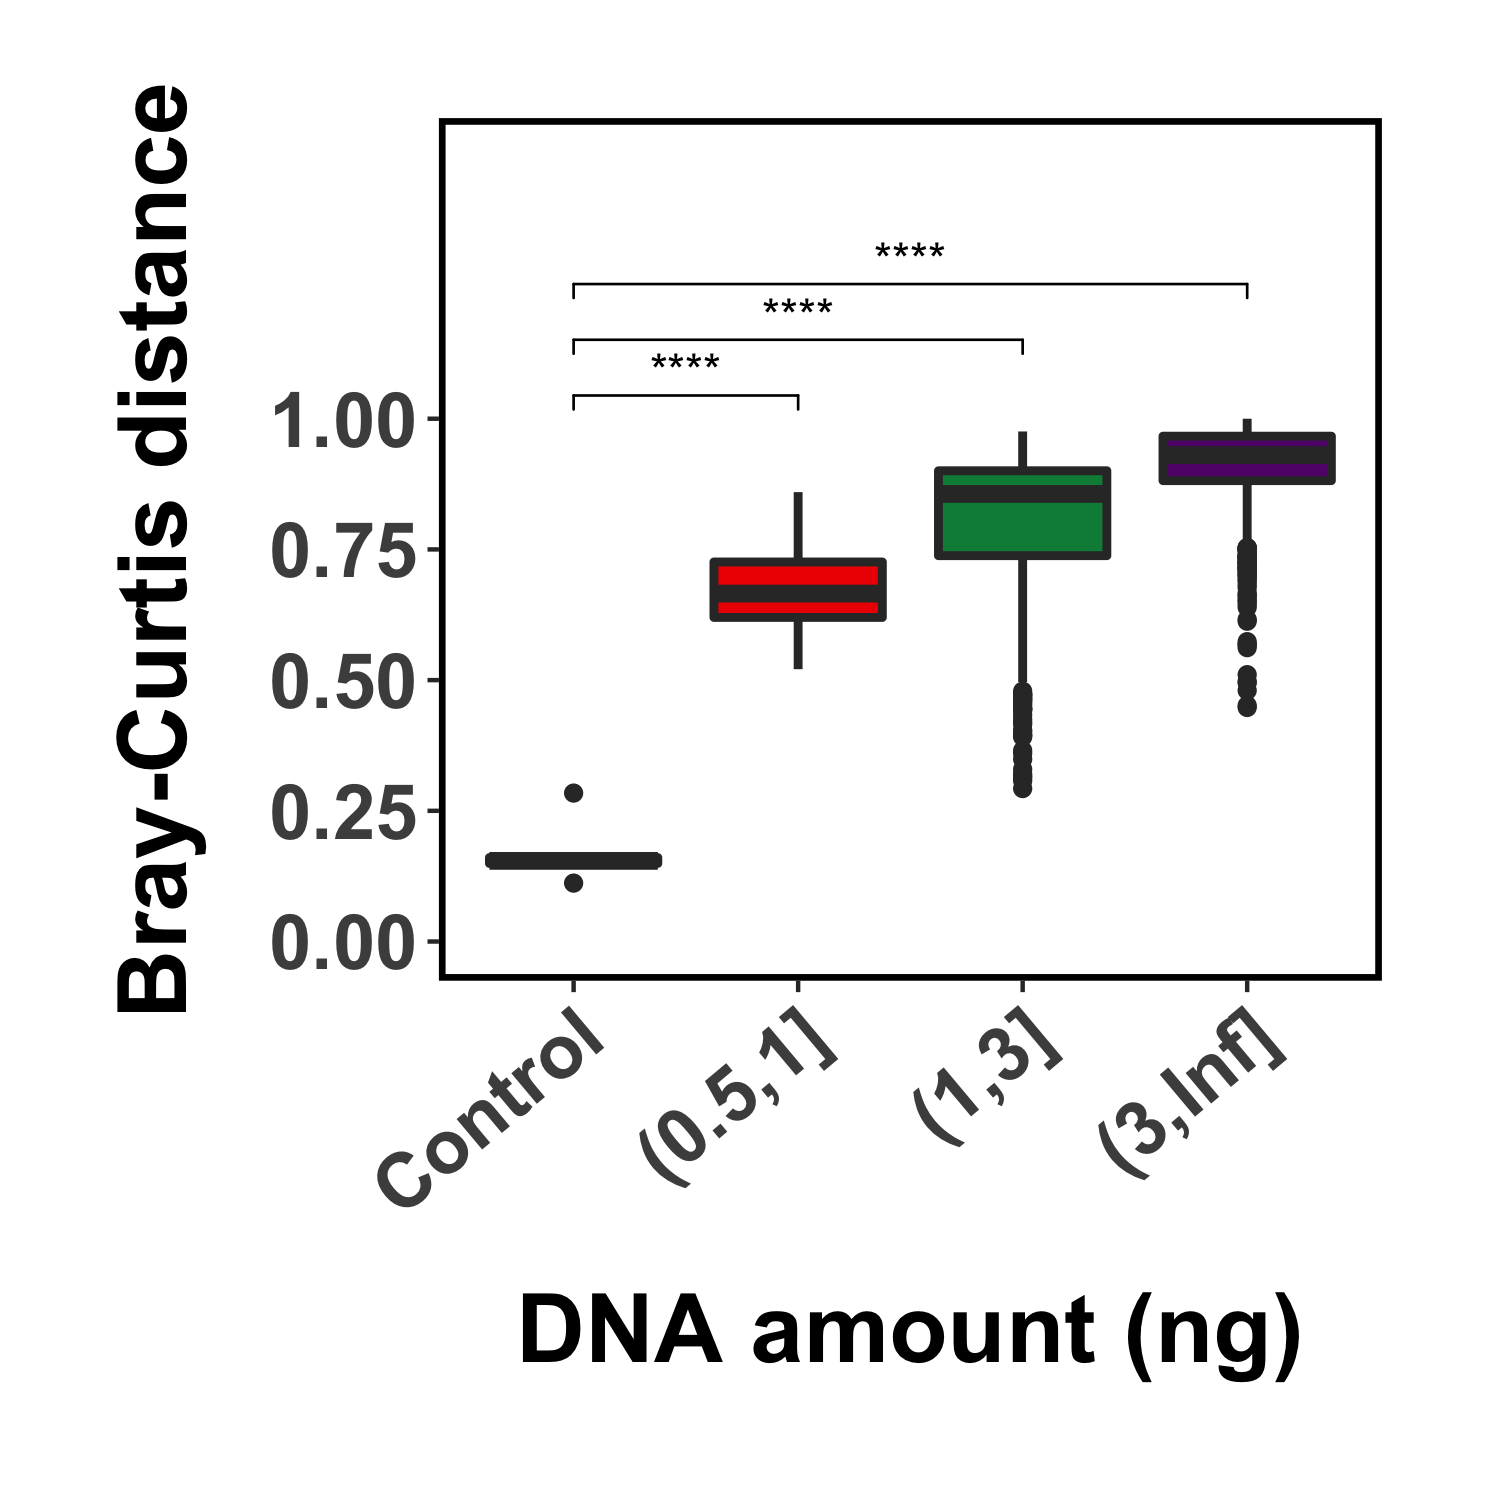 Bray-Curtis distance
****
****
****
1.00
0.75
0.50
0.25
0.00
Control
(0.5,1]
(1,3]
(3,Inf]
DNA amount (ng)